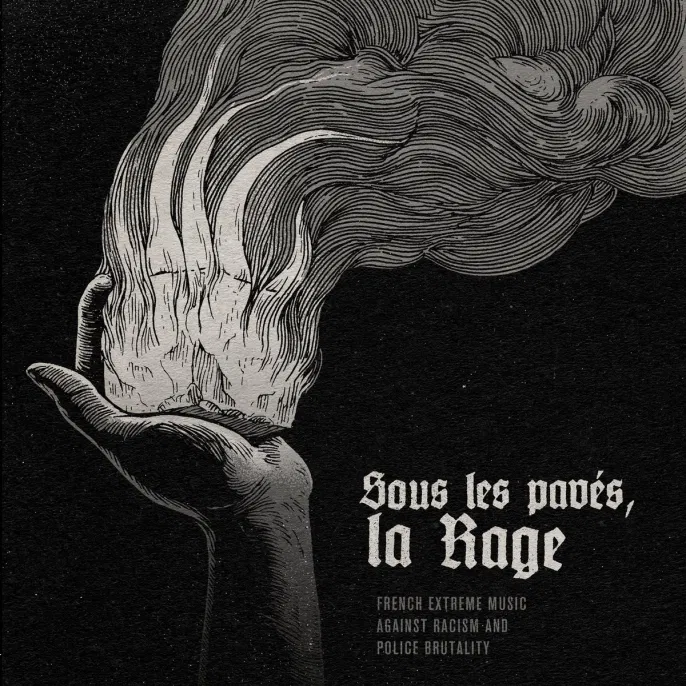 Sous les pavés,
la Rage
FRENCH EXTREME MUSIC
AGAINST RACISM AND
POLICE BRUTALITY